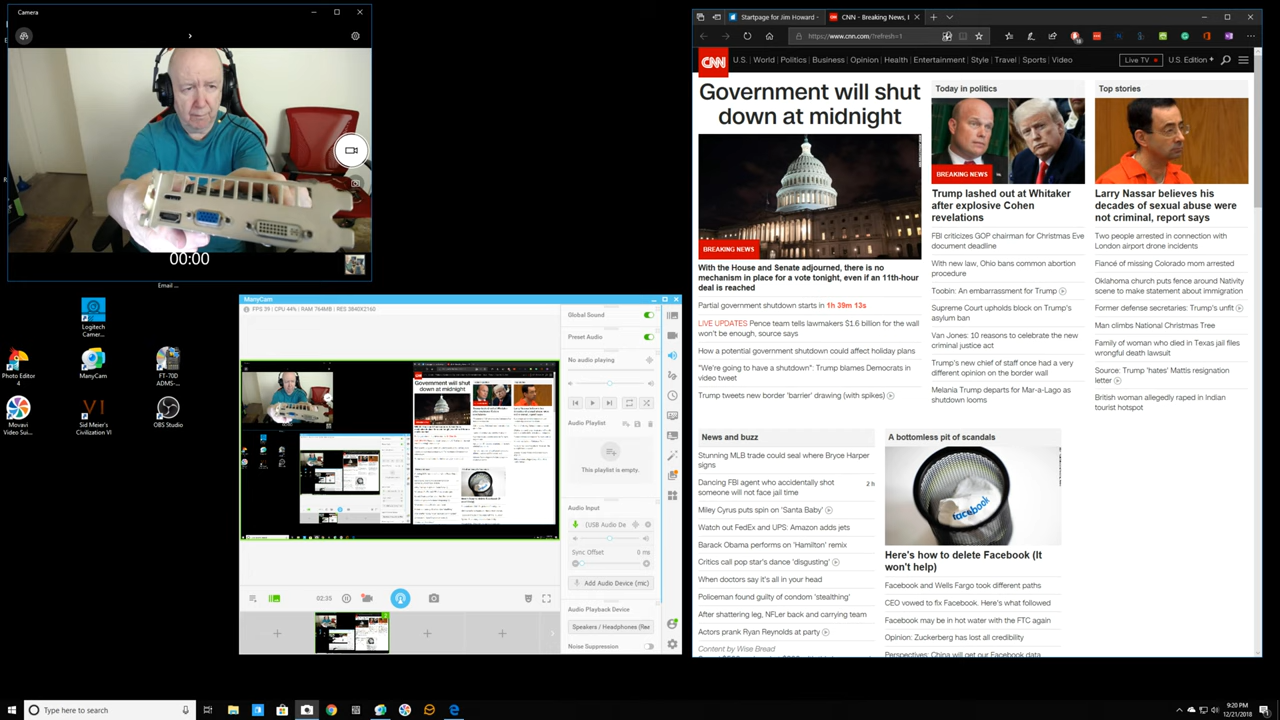 Camera
00:00
Email ...
Logitech
Camer...
Photo Editor
4
ManyCam
FT-70D
ADMS-...
Movavi
Video Sui...
Sid Meier's
Civilization VI
OBS Studio
ManyCam
FPS 39 | CPU 44% | RAM 764MB | RES 3840X2160
Global Sound
Preset Audio
No audio playing
Audio Playlist
This playlist is empty.
Audio Input
(USB Audio De
Sync Offset 0 ms
Add Audio Device (mic)
Audio Playback Device
Speakers / Headphones (Rea
Noise Suppression
02:35
Startpage for Jim Howard -
CNN - Breaking News, I
https://www.cnn.com/?refresh=1
CNN
U.S. World Politics Business Opinion Health Entertainment Style Travel Sports Video
Live TV
U.S. Edition
Government will shut
down at midnight
BREAKING NEWS
With the House and Senate adjourned, there is no
mechanism in place for a vote tonight, even if an 11th-hour
deal is reached
Partial government shutdown starts in 1h 39m 13s
LIVE UPDATES Pence team tells lawmakers $1.6 billion for the wall
won't be enough, source says
How a potential government shutdown could affect holiday plans
"We're going to have a shutdown": Trump blames Democrats in
video tweet
Trump tweets new border 'barrier' drawing (with spikes)
Today in politics
BREAKING NEWS
Trump lashed out at Whitaker
after explosive Cohen
revelations
FBI criticizes GOP chairman for Christmas Eve
document deadline
With new law, Ohio bans common abortion
procedure
Toobin: An embarrassment for Trump
Supreme Court upholds block on Trump's
asylum ban
Van Jones: 10 reasons to celebrate the new
criminal justice act
Trump's new chief of staff once had a very
different opinion on the border wall
Melania Trump departs for Mar-a-Lago as
shutdown looms
Top stories
Larry Nassar believes his
decades of sexual abuse were
not criminal, report says
Two people arrested in connection with
London airport drone incidents
Fiancé of missing Colorado mom arrested
Oklahoma church puts fence around Nativity
scene to make statement about immigration
Former defense secretaries: Trump's unfit
Man climbs National Christmas Tree
Family of woman who died in Texas jail files
wrongful death lawsuit
Source: Trump 'hates' Mattis resignation
letter
British woman allegedly raped in Indian
tourist hotspot
News and buzz
Stunning MLB trade could seal where Bryce Harper
signs
Dancing FBI agent who accidentally shot
someone will not face jail time
2 h
Miley Cyrus puts spin on 'Santa Baby'
Watch out FedEx and UPS: Amazon adds jets
Barack Obama performs on 'Hamilton' remix
Critics call pop star's dance 'disgusting'
When doctors say it's all in your head
Policeman found guilty of condom 'stealthing'
After shattering leg, NFLer back and carrying team
Actors prank Ryan Reynolds at party
Content by Wise Bread
A bottomless pit of scandals
facebook
Here's how to delete Facebook (It
won't help)
Facebook and Wells Fargo took different paths
CEO vowed to fix Facebook. Here's what followed
Facebook may be in hot water with the FTC again
Opinion: Zuckerberg has lost all credibility
Perspectives: China will get our Facebook data
Type here to search
9:20 PM
12/21/2018